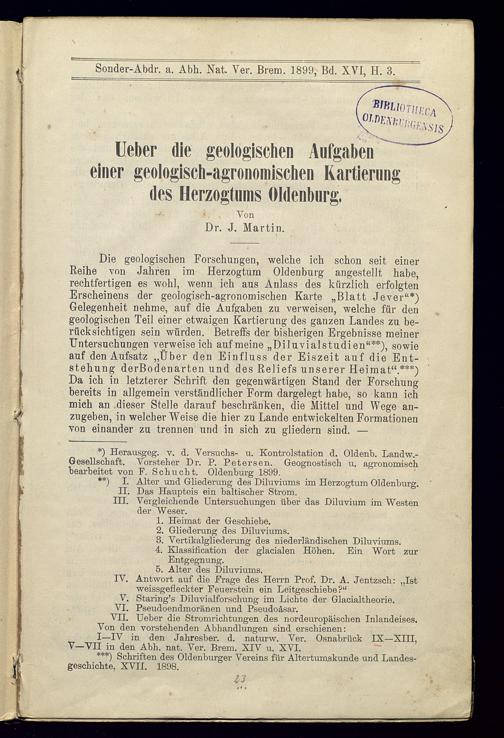 Sonder-Abdr. a. Abh. Nat. Ver. Brem. 1899, Bd. XVI, H. 3.
BIBLIOTHECA
OLDENBURGENSIS
Ueber die geologischen Aufgaben
einer geologisch-agronomischen Kartierung
des Herzogtums Oldenburg.
Von
Dr. J. Martin.
Die geologischen Forschungen, welche ich schon seit einer
Reihe von Jahren im Herzogtum Oldenburg angestellt habe,
rechtfertigen es wohl, wenn ich aus Anlass des kürzlich erfolgten
Erscheinens der geologisch-agronomischen Karte „Blatt Jever“*)
Gelegenheit nehme, auf die Aufgaben zu verweisen, welche für den
geologischen Teil einer etwaigen Kartierung des ganzen Landes zu be-
rücksichtigen sein würden. Betreffs der bisherigen Ergebnisse meiner
Untersuchungen verweise ich auf meine „Diluvialstudien“**), sowie
auf den Aufsatz „Über den Einfluss der Eiszeit auf die Ent-
stehung der Bodenarten und des Reliefs unserer Heimat“.***)
Da ich in letzterer Schrift den gegenwärtigen Stand der Forschung
bereits in allgemein verständlicher Form dargelegt habe, so kann ich
mich an dieser Stelle darauf beschränken, die Mittel und Wege an-
zugeben, in welcher Weise die hier zu Lande entwickelten Formationen
von einander zu trennen und in sich zu gliedern sind. —
*) Herausgeg. v. d. Versuchs- u. Kontrolstation d. Oldenb. Landw.-
Gesellschaft. Vorsteher Dr. P. Petersen. Geognostisch u. agronomisch
bearbeitet von F. Schucht. Oldenburg 1899.
**) I. Alter und Gliederung des Diluviums im Herzogtum Oldenburg.
II. Das Haupteis ein baltischer Strom.
III. Vergleichende Untersuchungen über das Diluvium im Westen
der Weser.
1. Heimat der Geschiebe.
2. Gliederung des Diluviums.
3. Vertikalgliederung des niederländischen Diluviums.
4. Klassification der glacialen Höhen. Ein Wort zur
Entgegnung.
5. Alter des Diluviums.
IV. Antwort auf die Frage des Herrn Prof. Dr. A. Jentzsch: „Ist
weissgefleckter Feuerstein ein Leitgeschiebe?“
V. Staring's Diluvialforschung im Lichte der Glacialtheorie.
VI. Pseudoendmoränen und Pseudoåsar.
VII. Ueber die Stromrichtungen des nordeuropäischen Inlandeises.
Von den vorstehenden Abhandlungen sind erschienen:
I—IV in den Jahresber. d. naturw. Ver. Osnabrück IX—XIII,
V—VII in den Abh. nat. Ver. Brem. XIV u. XVI.
***) Schriften des Oldenburger Vereins für Altertumskunde und Landes-
geschichte, XVII. 1898.
23